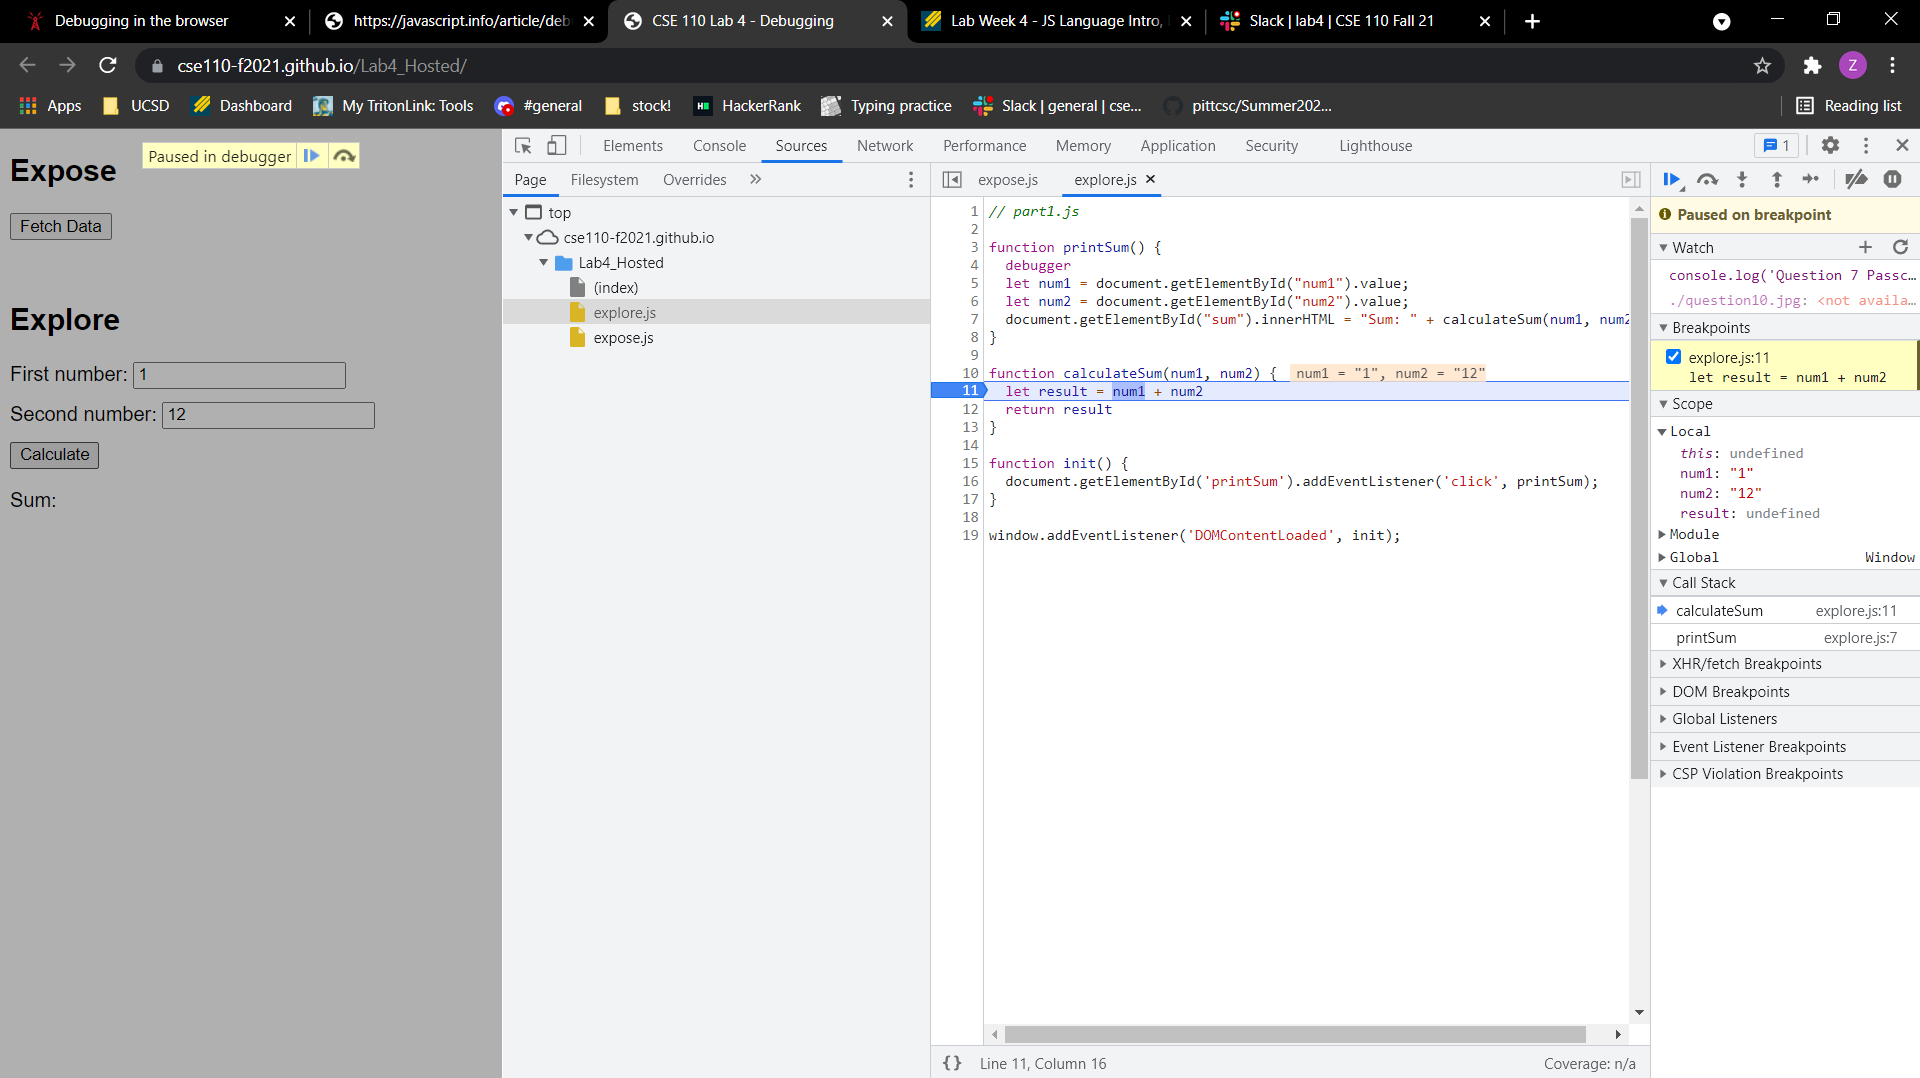 Debugging in the browser
https://javascript.info/article/deb
CSE 110 Lab 4 - Debugging
Lab Week 4 - JS Language Intro,
Slack | lab4 | CSE 110 Fall 21
cse110-f2021.github.io/Lab4_Hosted/
Z
Apps UCSD Dashboard My TritonLink: Tools #general stock! HackerRank Typing practice Slack | general | cse... pittcsc/Summer202... Reading list
Expose
Paused in debugger
Fetch Data
Explore
First number: 1
Second number: 12
Calculate
Sum:
Elements Console Sources Network Performance Memory Application Security Lighthouse 1
Page Filesystem Overrides »
top
cse110-f2021.github.io
Lab4_Hosted
(index)
explore.js
expose.js
expose.js explore.js
1 // part1.js
2
3 function printSum() {
4 debugger
5 let num1 = document.getElementById("num1").value;
6 let num2 = document.getElementById("num2").value;
7 document.getElementById("sum").innerHTML = "Sum: " + calculateSum(num1, num2
8 }
9
10 function calculateSum(num1, num2) { num1 = "1", num2 = "12"
11 let result = num1 + num2
12 return result
13 }
14
15 function init() {
16 document.getElementById('printSum').addEventListener('click', printSum);
17 }
18
19 window.addEventListener('DOMContentLoaded', init);
{} Line 11, Column 16 Coverage: n/a
Paused on breakpoint
Watch
console.log('Question 7 Passc...
./question10.jpg: <not availa...
Breakpoints
explore.js:11
let result = num1 + num2
Scope
Local
this: undefined
num1: "1"
num2: "12"
result: undefined
Module
Global Window
Call Stack
calculateSum explore.js:11
printSum explore.js:7
XHR/fetch Breakpoints
DOM Breakpoints
Global Listeners
Event Listener Breakpoints
CSP Violation Breakpoints